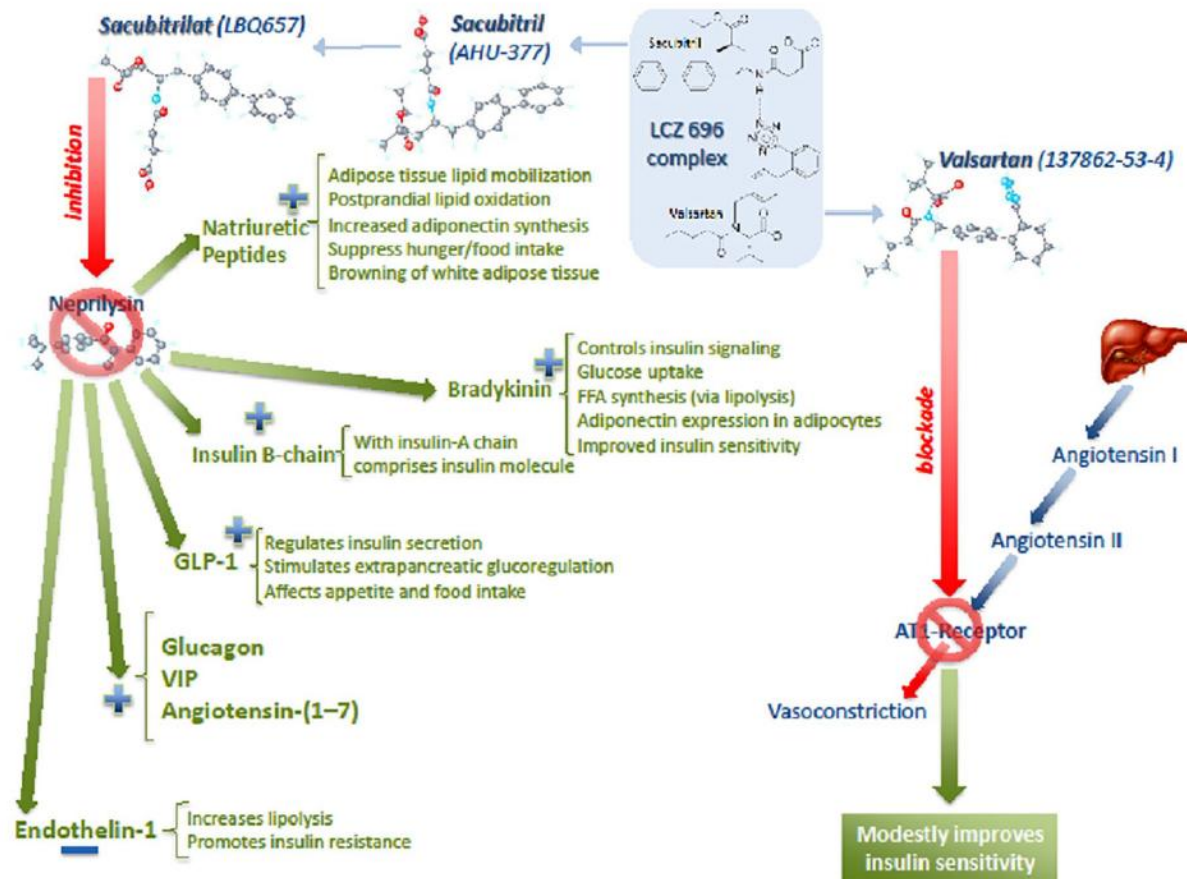 Sacubitrilat (LBQ657)
Sacubitril
(AHU-377)
Sacubitril
LCZ 696
complex
Valsartan
Valsartan (137862-53-4)
Inhibition
Neprilysin
Natriuretic
Peptides
Adipose tissue lipid mobilization
Postprandial lipid oxidation
Increased adiponectin synthesis
Suppress hunger/food intake
Browning of white adipose tissue
Bradykinin
Controls insulin signaling
Glucose uptake
FFA synthesis (via lipolysis)
Adiponectin expression in adipocytes
Improved insulin sensitivity
Insulin B-chain
With insulin-A chain
comprises insulin molecule
GLP-1
Regulates insulin secretion
Stimulates extrapancreatic glucoregulation
Affects appetite and food intake
Glucagon
VIP
Angiotensin-(1–7)
Endothelin-1
Increases lipolysis
Promotes insulin resistance
blockade
Angiotensin I
Angiotensin II
AT1-Receptor
Vasoconstriction
Modestly improves
insulin sensitivity